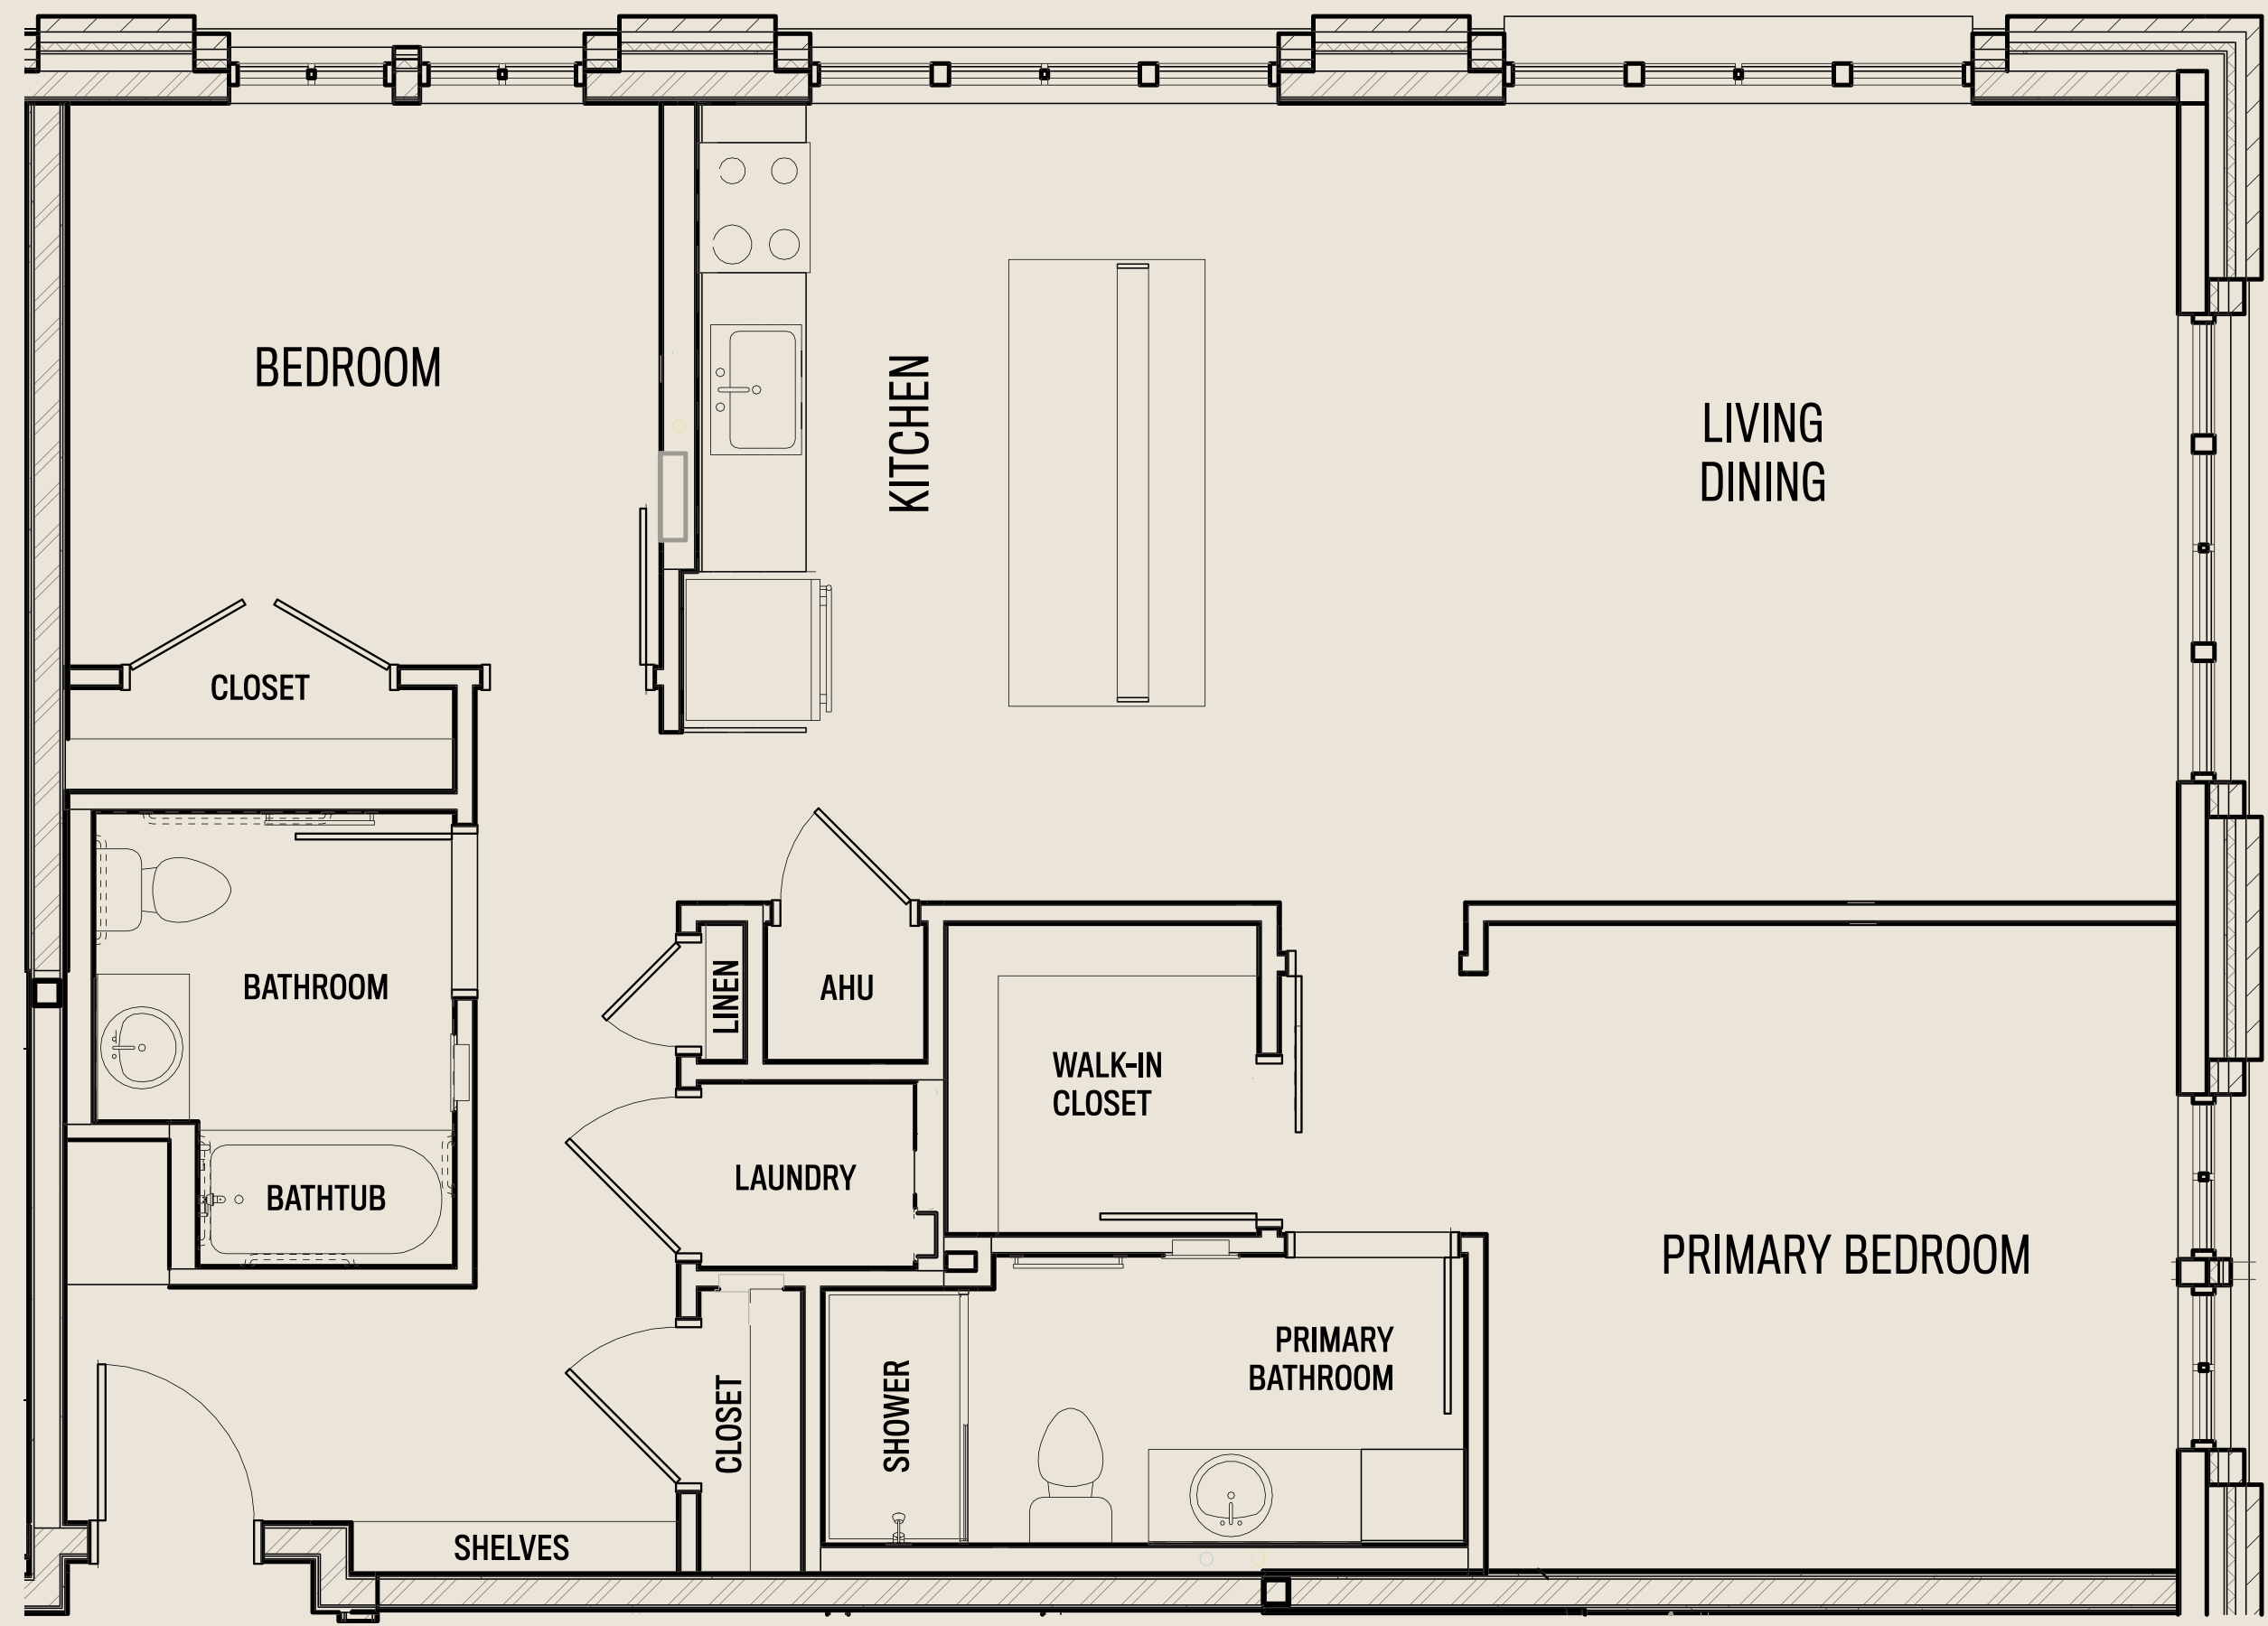 BEDROOM
KITCHEN
LIVING
DINING
CLOSET
BATHROOM
LINEN
AHU
WALK-IN
CLOSET
LAUNDRY
BATHTUB
PRIMARY BEDROOM
PRIMARY
BATHROOM
CLOSET
SHOWER
SHELVES